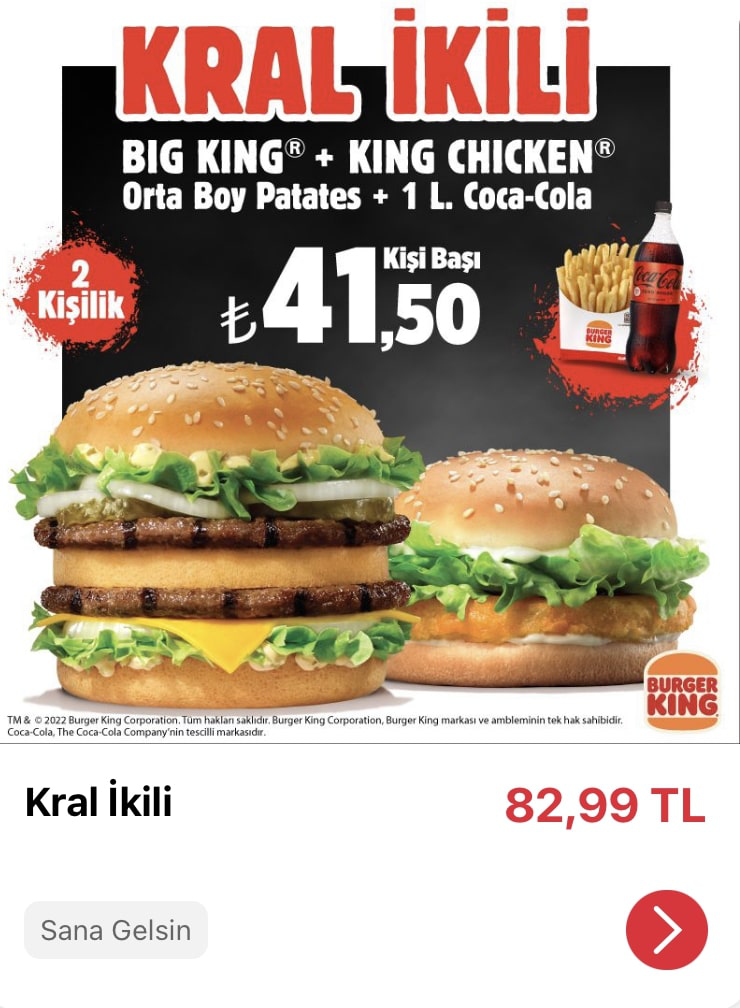 KRAL İKİLİ
BIG KING® + KING CHICKEN®
Orta Boy Patates + 1 L. Coca-Cola
2
Kişilik
₺41,50
Kişi Başı
Coca-Cola
BURGER
KING
BURGER
KING
TM & © 2022 Burger King Corporation. Tüm hakları saklıdır. Burger King Corporation, Burger King markası ve ambleminin tek hak sahibidir.
Coca-Cola, The Coca-Cola Company'nin tescilli markasıdır.
Kral İkili
82,99 TL
Sana Gelsin